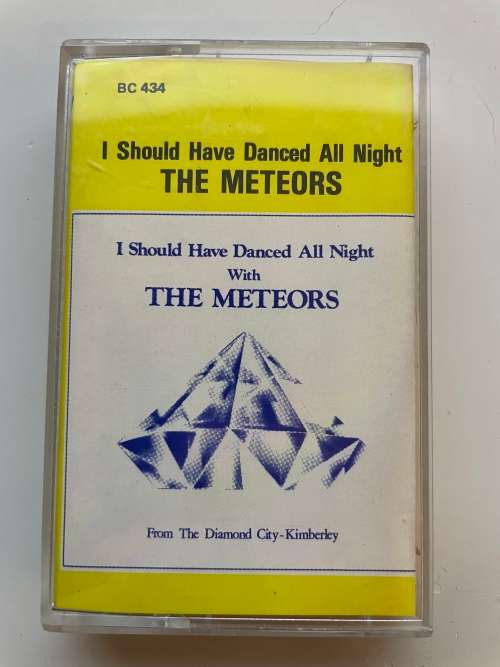 BC 434
I Should Have Danced All Night
THE METEORS
I Should Have Danced All Night
With
THE METEORS
From The Diamond City-Kimberley